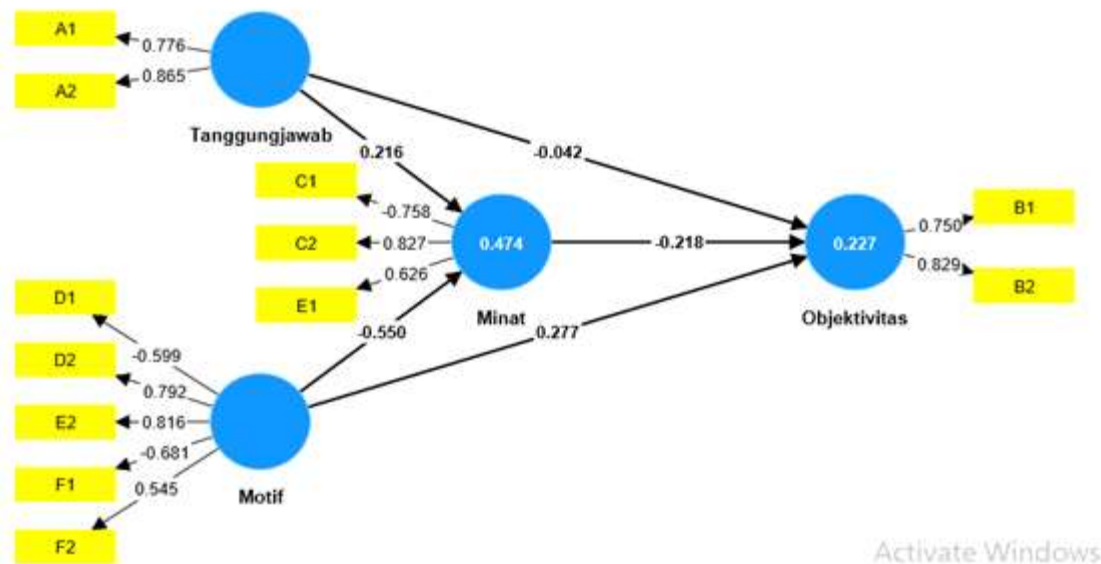 A1
0.776
A2
0.865
Tanggungjawab
0.216
-0.042
C1
-0.758
C2
0.827
E1
0.626
0.474
Minat
-0.218
0.227
Objektivitas
B1
0.750
B2
0.829
-0.550
0.277
D1
-0.599
D2
0.792
E2
0.816
F1
-0.681
F2
0.545
Motif
Activate Windows